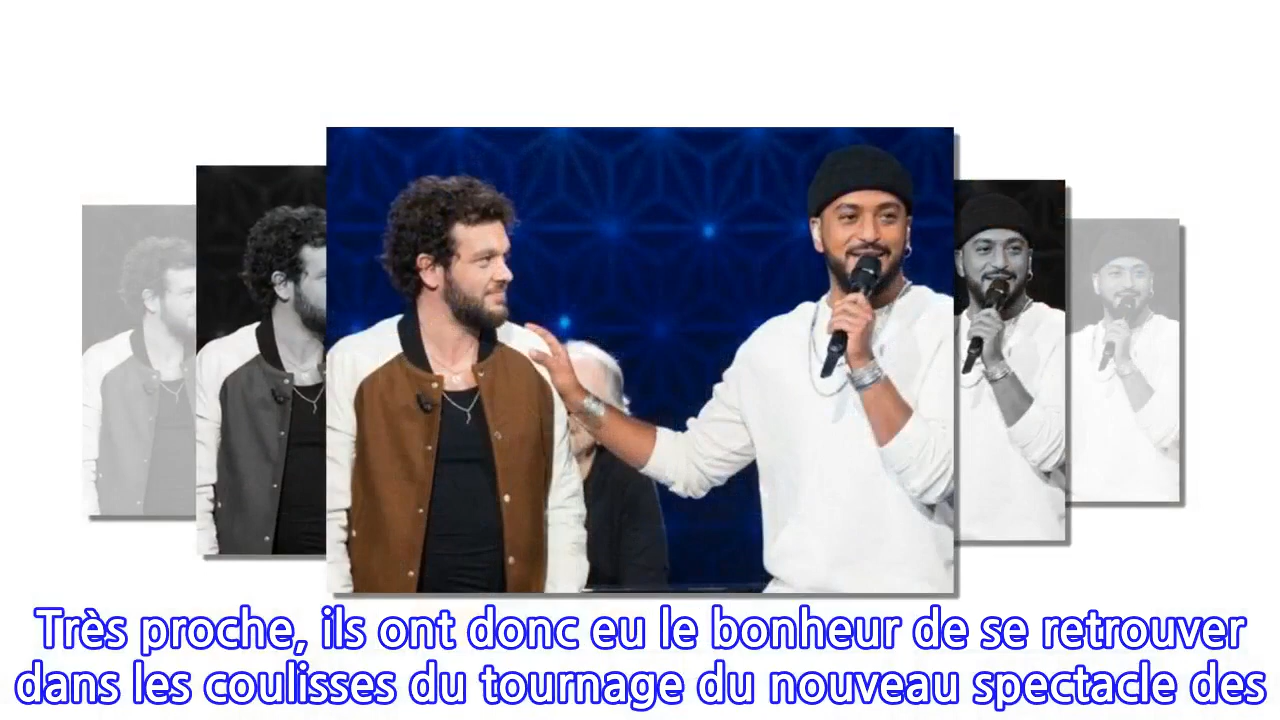 Très proche, ils ont donc eu le bonheur de se retrouver
dans les coulisses du tournage du nouveau spectacle des